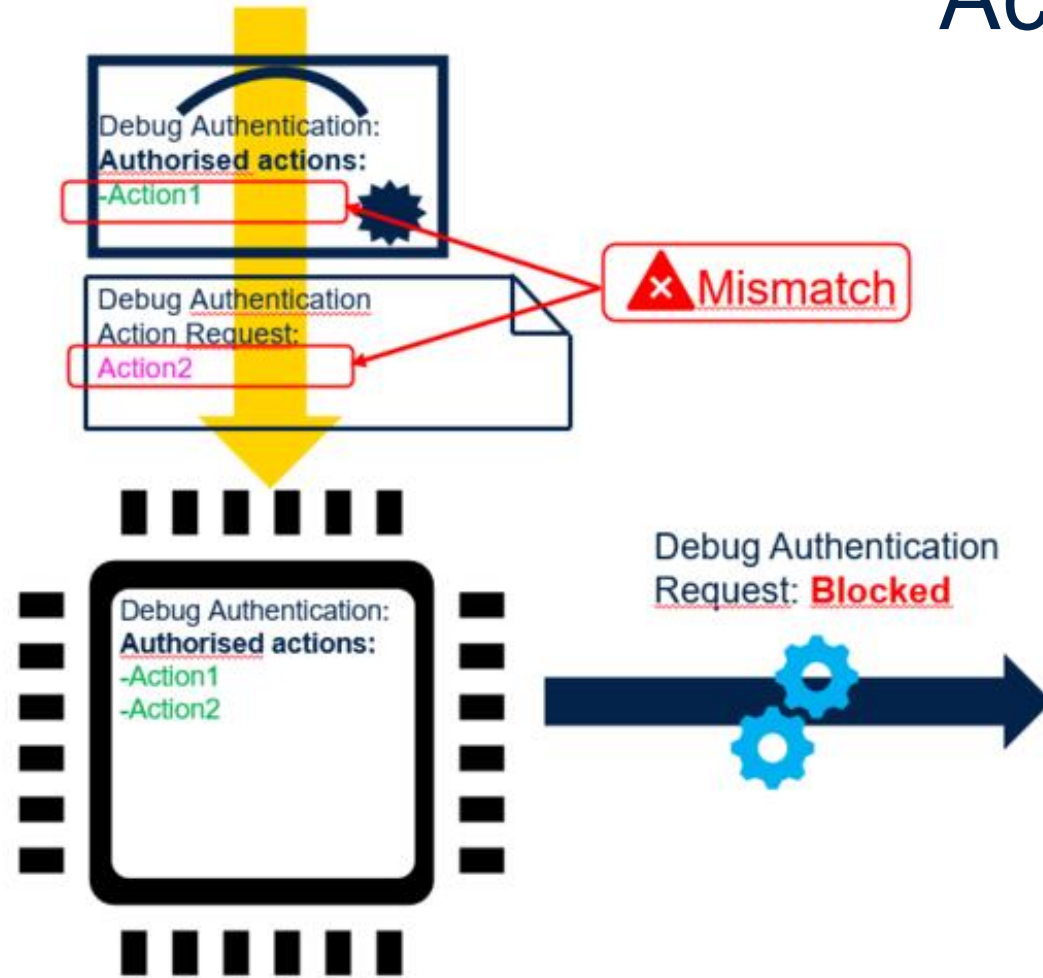 Ac
Debug Authentication:
Authorised actions:
-Action1
Mismatch
Debug Authentication
Action Request:
Action2
Debug Authentication:
Authorised actions:
-Action1
-Action2
Debug Authentication
Request: Blocked